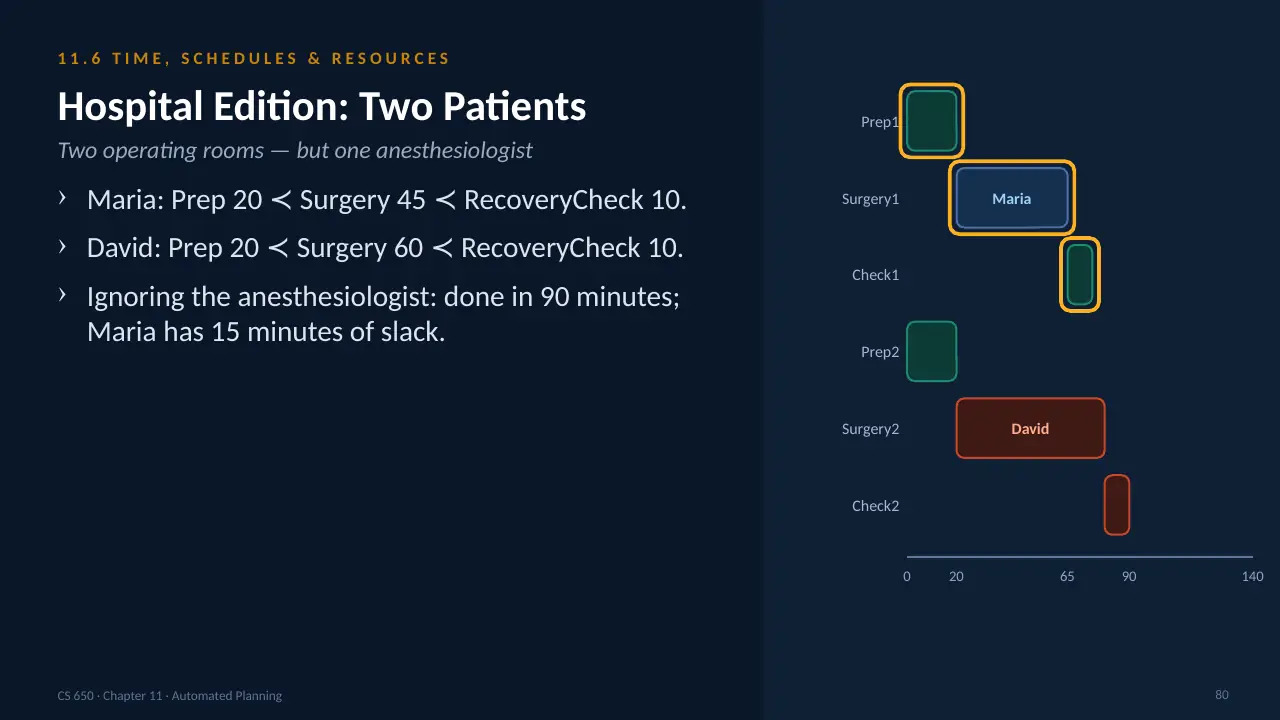 11.6 TIME, SCHEDULES & RESOURCES
Hospital Edition: Two Patients
Two operating rooms — but one anesthesiologist
› Maria: Prep 20 ≺ Surgery 45 ≺ RecoveryCheck 10.
› David: Prep 20 ≺ Surgery 60 ≺ RecoveryCheck 10.
› Ignoring the anesthesiologist: done in 90 minutes;
Maria has 15 minutes of slack.
Prep1
Surgery1
Maria
Check1
Prep2
Surgery2
David
Check2
0 20 65 90 140
CS 650 · Chapter 11 · Automated Planning
80